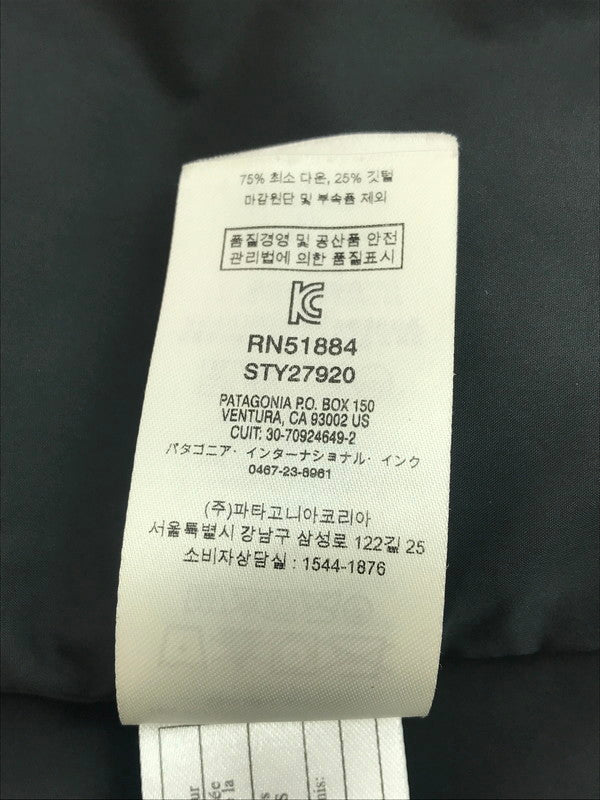 75% 최소 다운, 25% 깃털
마감원단 및 부속품 제외
품질경영 및 공산품 안전
관리법에 의한 품질표시
KC
RN51884
STY27920
PATAGONIA P.O. BOX 150
VENTURA, CA 93002 US
CUIT: 30-70924649-2
パタゴニア・インターナショナル・インク
0467-23-8961
(주)파타고니아코리아
서울특별시 강남구 삼성로 122길 25
소비자상담실 : 1544-1876